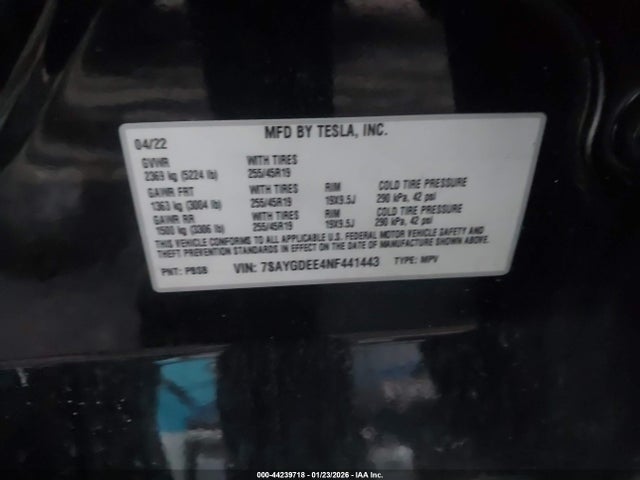 MFD BY TESLA, INC.
04/22
GVWR WITH TIRES
2369 kg (5224 lb) 255/45R19
GAWR FRT WITH TIRES RIM COLD TIRE PRESSURE
1363 kg (3004 lb) 255/45R19 19X9.5J 290 kPa, 42 psi
GAWR RR WITH TIRES RIM COLD TIRE PRESSURE
1500 kg (3306 lb) 255/45R19 19X9.5J 290 kPa, 42 psi
THIS VEHICLE CONFORMS TO ALL APPLICABLE U.S. FEDERAL MOTOR VEHICLE SAFETY AND
THEFT PREVENTION STANDARDS IN EFFECT ON THE DATE OF MANUFACTURE SHOWN ABOVE.
PNT: PBSB VIN: 7SAYGDEE4NF441443 TYPE: MPV
000-44239718 - 01/23/2026 - IAA Inc.